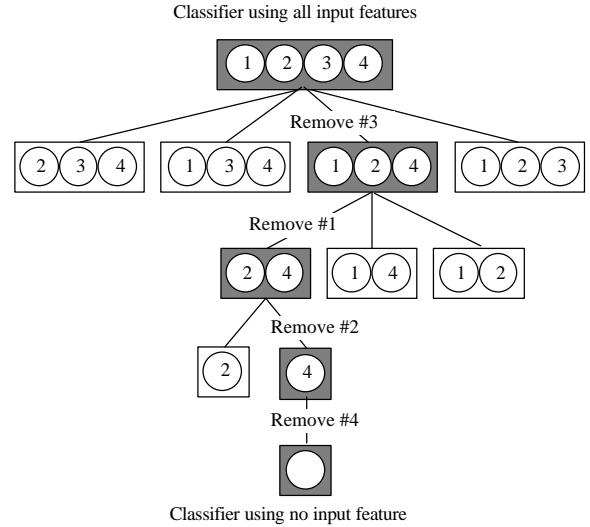 Classifier using all input features
1 2 3 4
Remove #3
2 3 4 1 3 4 1 2 4 1 2 3
Remove #1
2 4 1 4 1 2
Remove #2
2 4
Remove #4
Classifier using no input feature